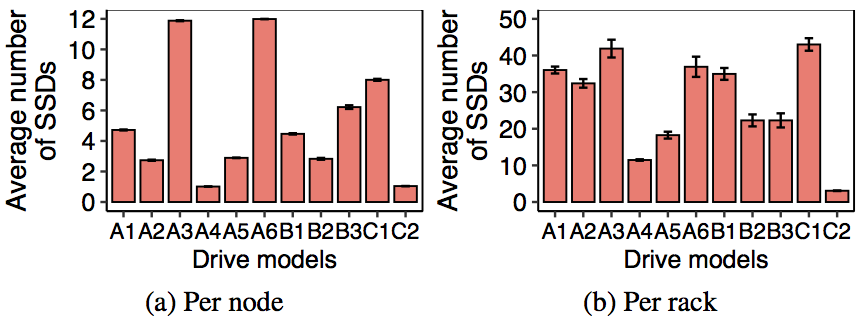 Average number
of SSDs
12
10
8
6
4
2
0
A1 A2 A3 A4 A5 A6 B1 B2 B3 C1 C2
Drive models
(a) Per node
Average number
of SSDs
50
40
30
20
10
0
A1 A2 A3 A4 A5 A6 B1 B2 B3 C1 C2
Drive models
(b) Per rack